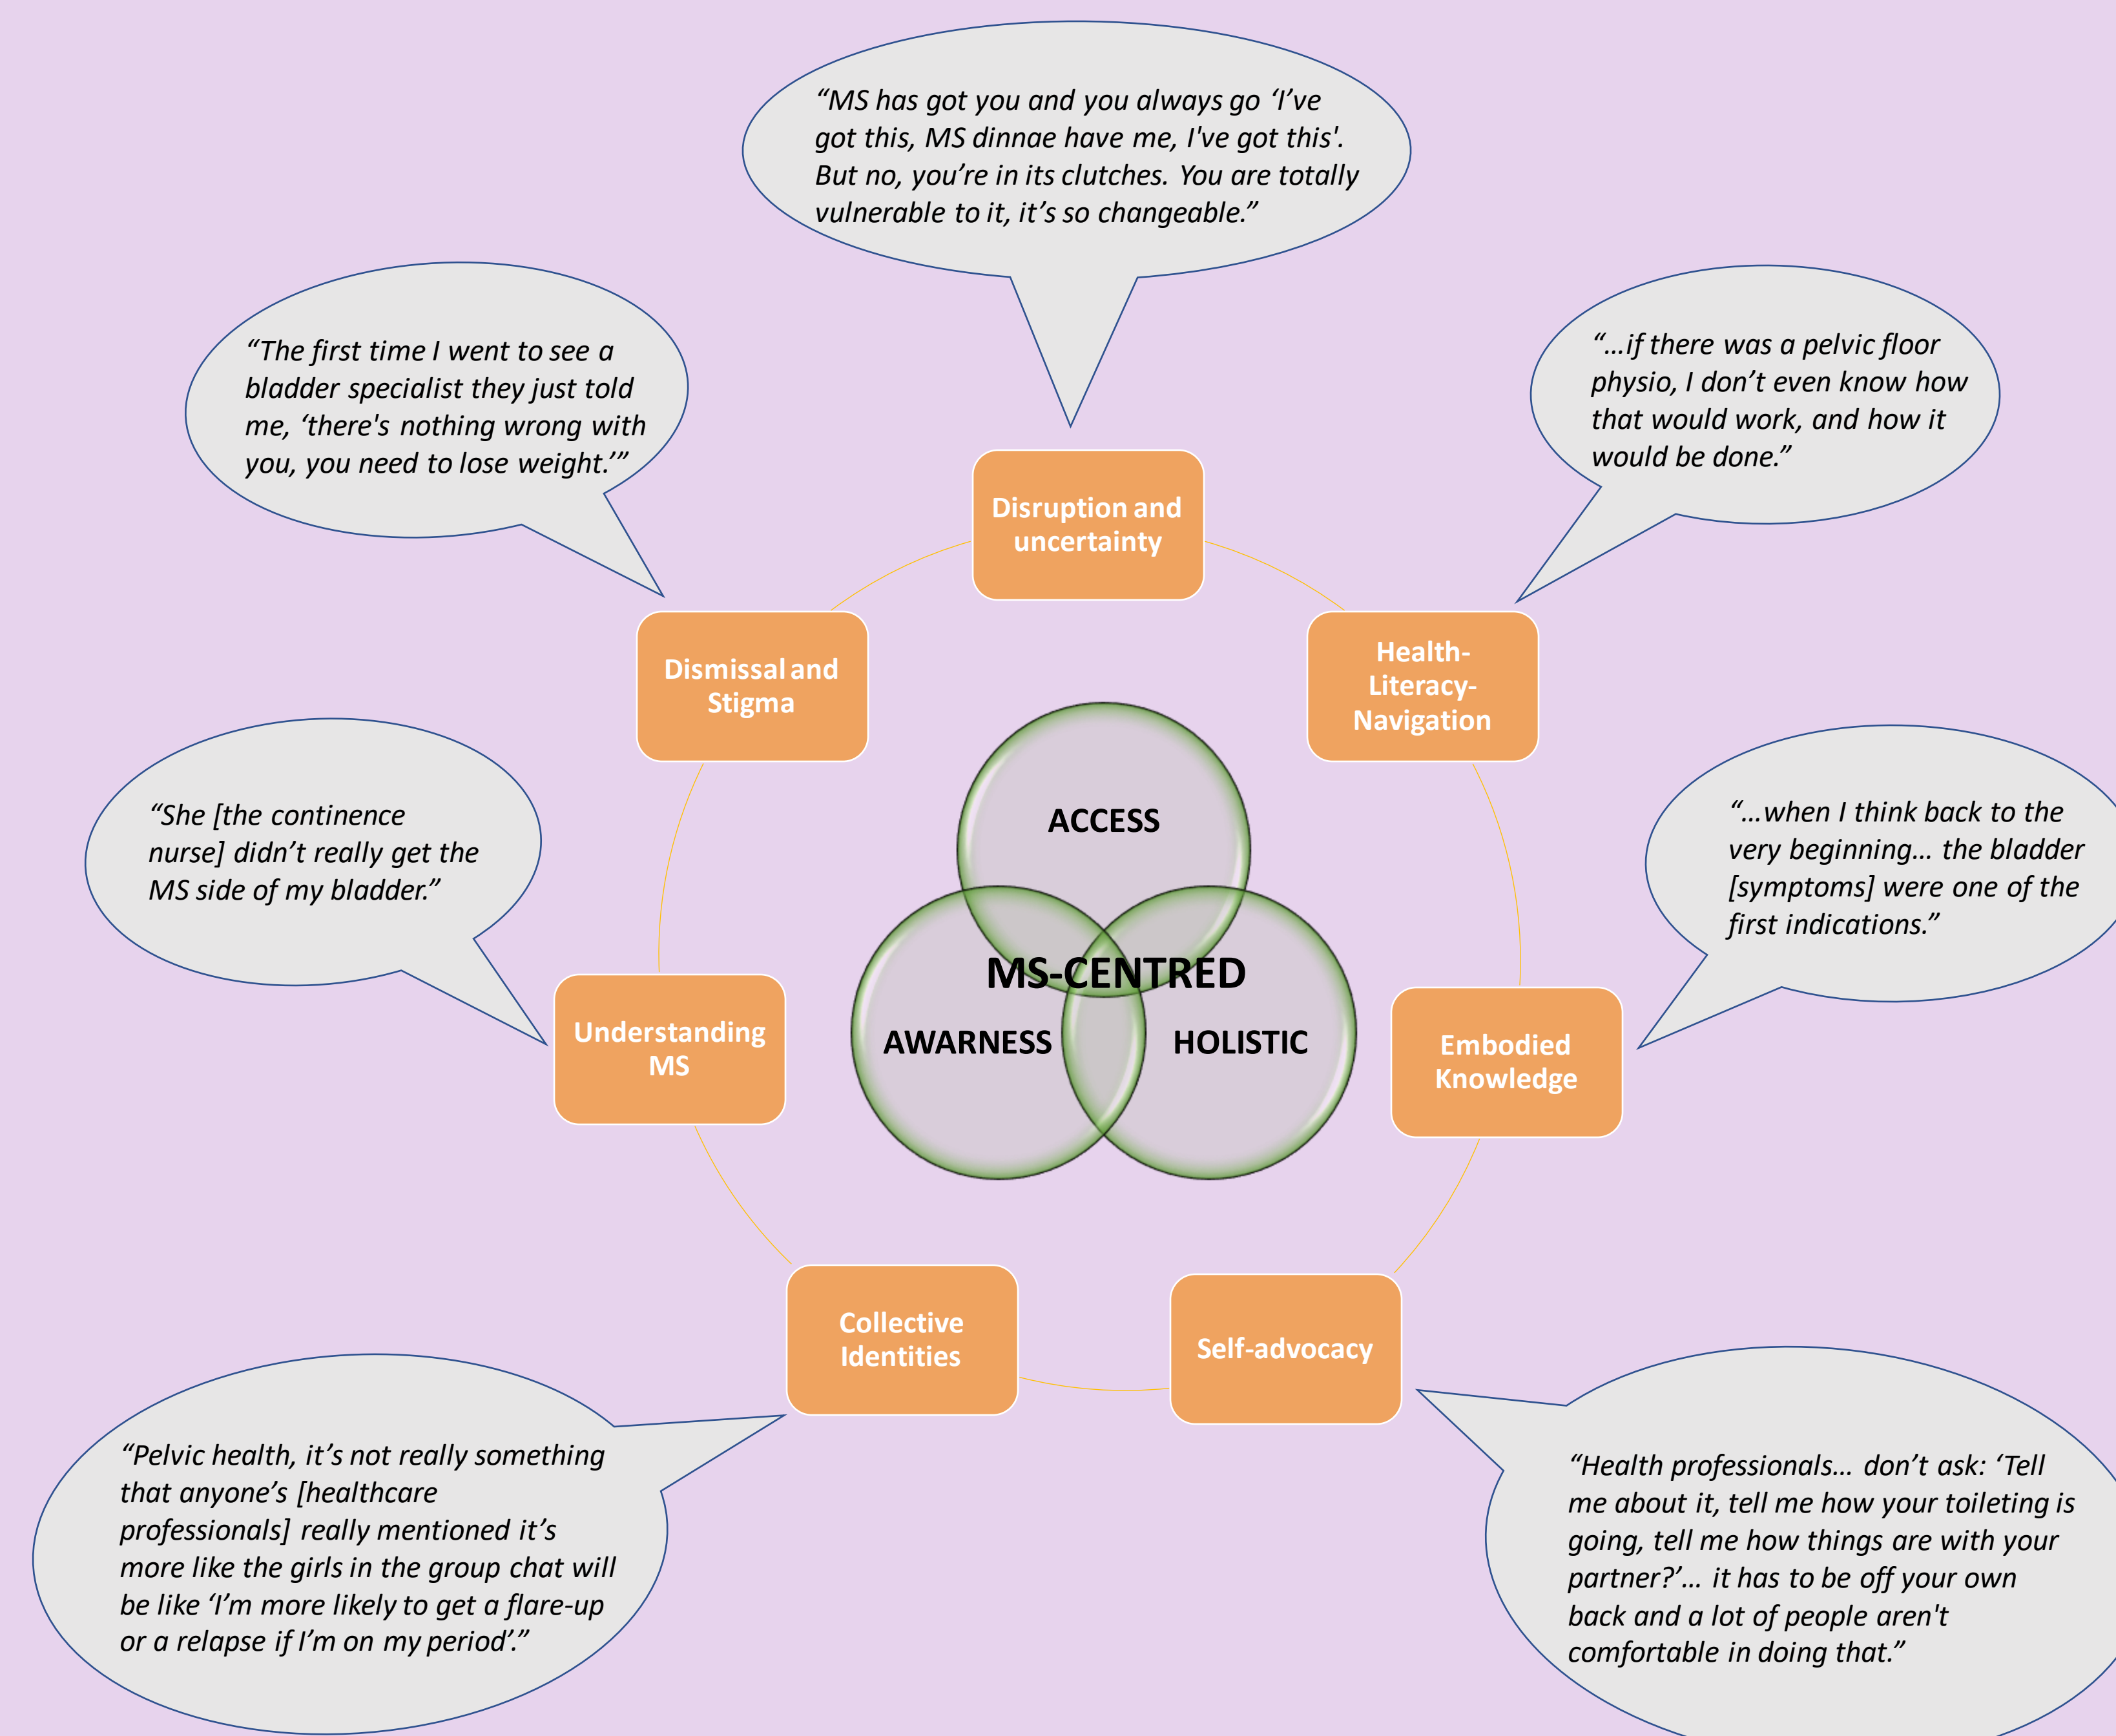 “MS has got you and you always go ‘I’ve
got this, MS dinnae have me, I've got this'.
But no, you’re in its clutches. You are totally
vulnerable to it, it’s so changeable.”
“The first time I went to see a
bladder specialist they just told
me, ‘there's nothing wrong with
you, you need to lose weight.’”
“…if there was a pelvic floor
physio, I don’t even know how
that would work, and how it
would be done.”
Disruption and
uncertainty
Dismissal and
Stigma
Health-
Literacy-
Navigation
“She [the continence
nurse] didn’t really get the
MS side of my bladder.”
ACCESS
“…when I think back to the
very beginning… the bladder
[symptoms] were one of the
first indications.”
MS-CENTRED
AWARNESS
HOLISTIC
Understanding
MS
Embodied
Knowledge
Collective
Identities
Self-advocacy
“Pelvic health, it’s not really something
that anyone’s [healthcare
professionals] really mentioned it’s
more like the girls in the group chat will
be like ‘I’m more likely to get a flare-up
or a relapse if I’m on my period’.”
“Health professionals… don’t ask: ‘Tell
me about it, tell me how your toileting is
going, tell me how things are with your
partner?’… it has to be off your own
back and a lot of people aren't
comfortable in doing that.”